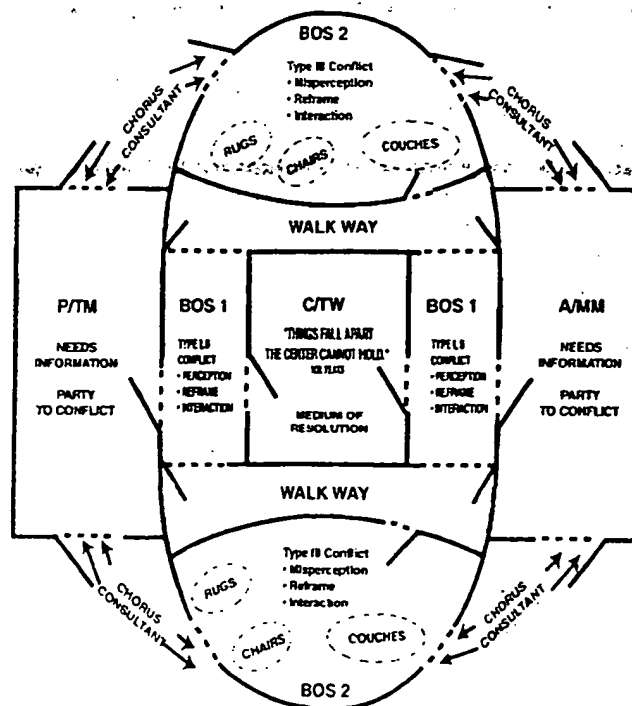 BOS 2
Type III Conflict
• Misperception
• Reframe
• Interaction
RUGS
CHAIRS
COUCHES
CHORUS
CONSULTANT
CHORUS
CONSULTANT
WALK WAY
P/TM
NEEDS
INFORMATION
PARTY
TO CONFLICT
BOS 1
CONFLICT
• PERCEPTION
• REFRAME
• INTERACTION
C/TW
"THINGS FALL APART
THE CENTER CANNOT HOLD."
YEATS
MEDIUM OF
RESOLUTION
BOS 1
CONFLICT
• PERCEPTION
• REFRAME
• INTERACTION
A/MM
NEEDS
INFORMATION
PARTY
TO CONFLICT
WALK WAY
Type III Conflict
• Misperception
• Reframe
• Interaction
RUGS
CHAIRS
COUCHES
CHORUS
CONSULTANT
CHORUS
CONSULTANT
BOS 2